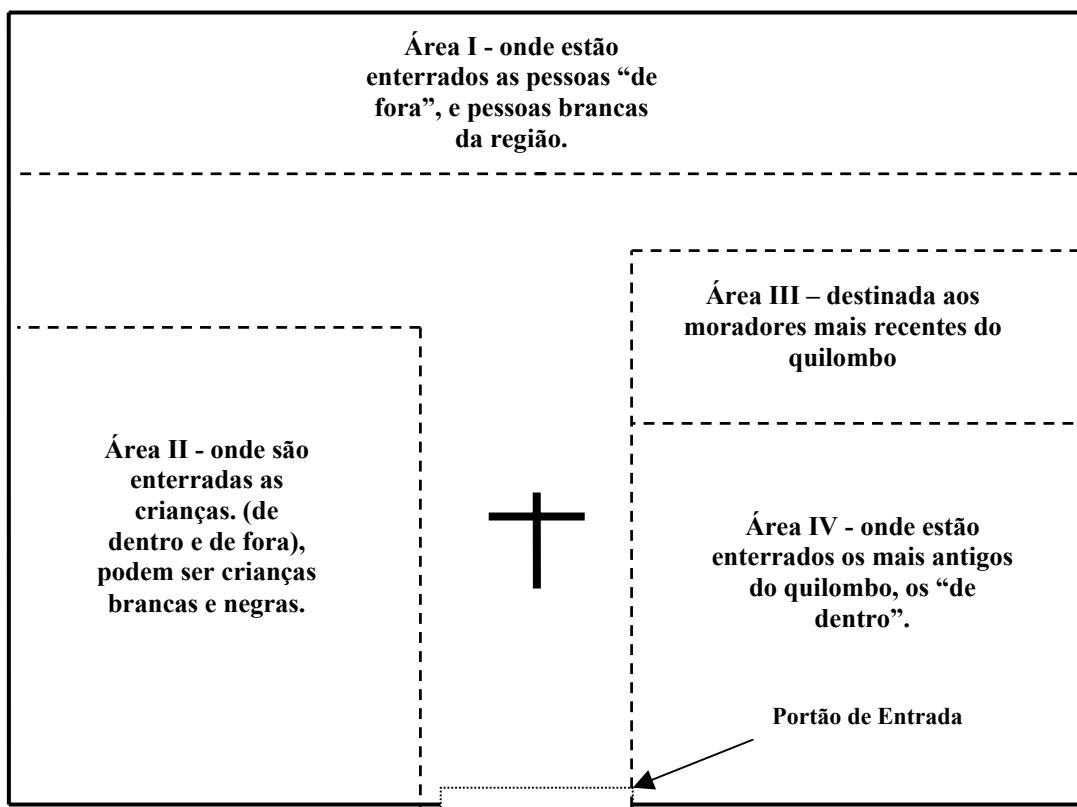 Área I - onde estão
enterrados as pessoas “de
fora”, e pessoas brancas
da região.
Área III – destinada aos
moradores mais recentes do
quilombo
Área II - onde são
enterradas as
crianças. (de
dentro e de fora),
podem ser crianças
brancas e negras.
Área IV - onde estão
enterrados os mais antigos
do quilombo, os “de
dentro”.
Portão de Entrada